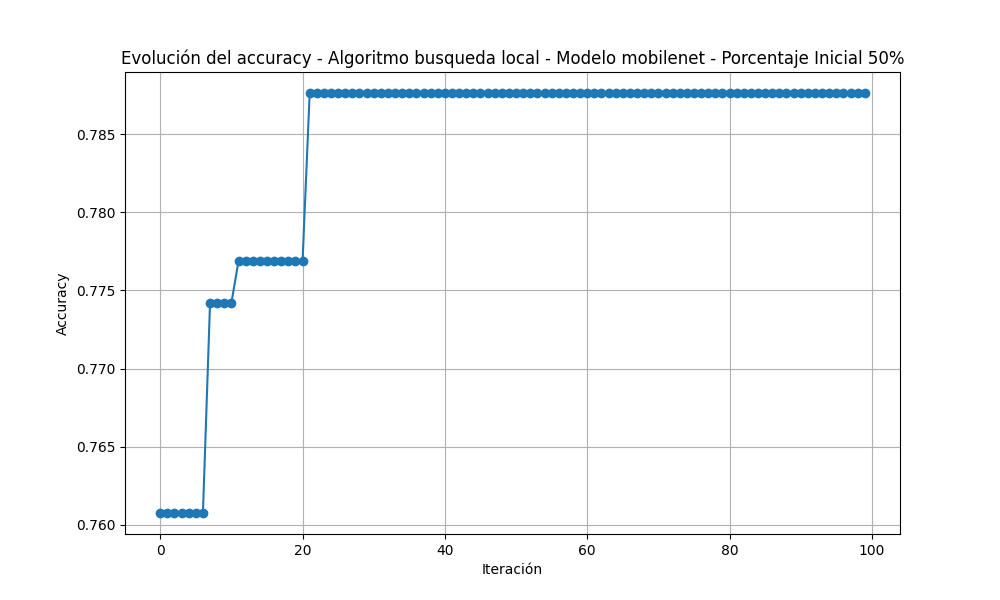 Evolución del accuracy - Algoritmo busqueda local - Modelo mobilenet - Porcentaje Inicial 50%
0.785
0.780
0.775
0.770
0.765
0.760
Accuracy
0 20 40 60 80 100
Iteración